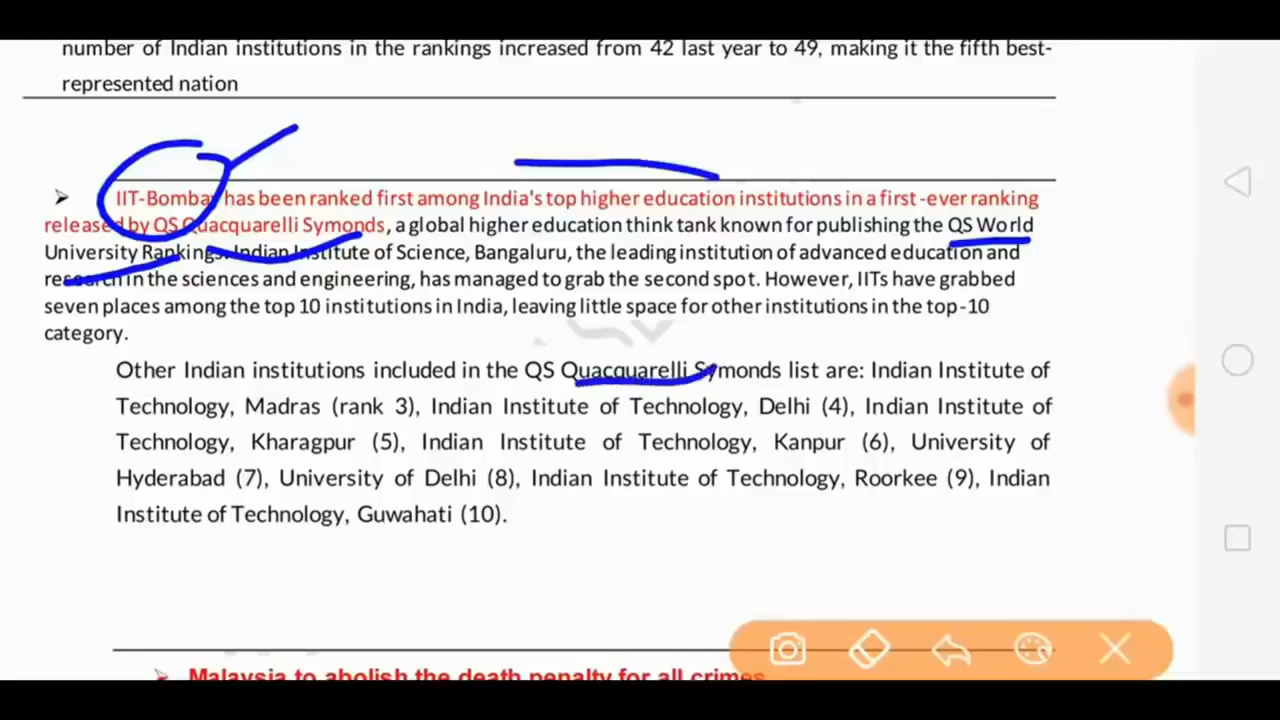 number of Indian institutions in the rankings increased from 42 last year to 49, making it the fifth best-
represented nation
IIT-Bombay has been ranked first among India's top higher education institutions in a first -ever ranking
released by QS Quacquarelli Symonds, a global higher education think tank known for publishing the QS World
University Rankings. Indian Institute of Science, Bangaluru, the leading institution of advanced education and
research in the sciences and engineering, has managed to grab the second spot. However, IITs have grabbed
seven places among the top 10 institutions in India, leaving little space for other institutions in the top-10
category.
Other Indian institutions included in the QS Quacquarelli Symonds list are: Indian Institute of
Technology, Madras (rank 3), Indian Institute of Technology, Delhi (4), Indian Institute of
Technology, Kharagpur (5), Indian Institute of Technology, Kanpur (6), University of
Hyderabad (7), University of Delhi (8), Indian Institute of Technology, Roorkee (9), Indian
Institute of Technology, Guwahati (10).
Malaysia to abolish the death penalty for all crimes